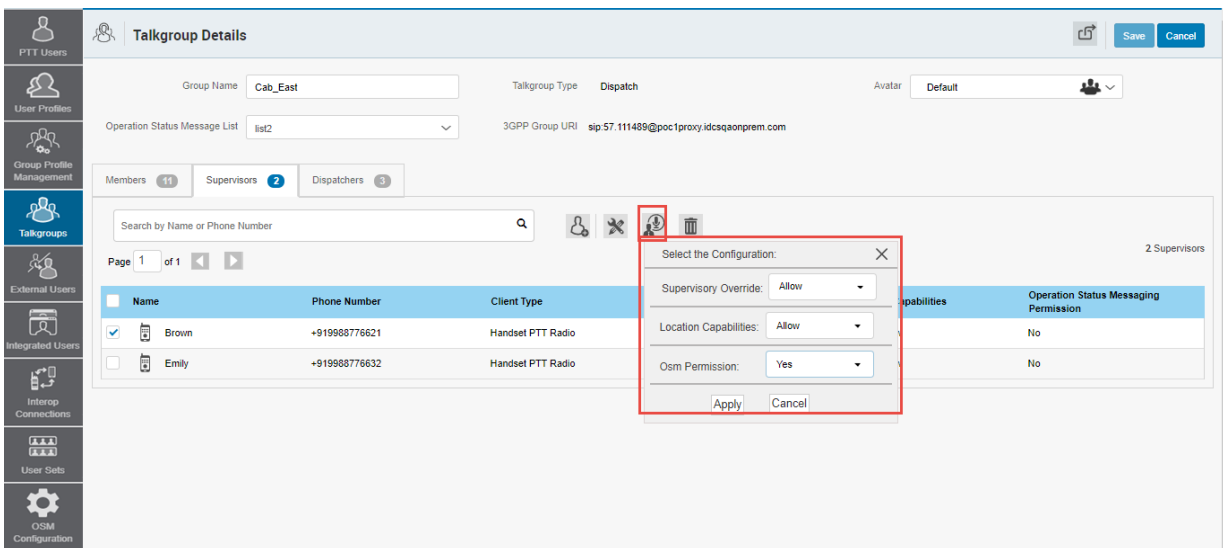 PTT Users
User Profiles
Group Profile
Management
Talkgroups
External Users
Integrated Users
Interop
Connections
User Sets
OSM
Configuration
Talkgroup Details
Save Cancel
Group Name Cab_East Talkgroup Type Dispatch Avatar Default
Operation Status Message List list2 3GPP Group URI sip:57.111489@poc1proxy.idcsqaonprem.com
Members 11 Supervisors 2 Dispatchers 3
Search by Name or Phone Number
Page 1 of 1
2 Supervisors
Select the Configuration:
Supervisory Override: Allow
Location Capabilities: Allow
Osm Permission: Yes
Apply Cancel
Name Phone Number Client Type Operation Status Messaging
Permission
Brown +919988776621 Handset PTT Radio No
Emily +919988776632 Handset PTT Radio No